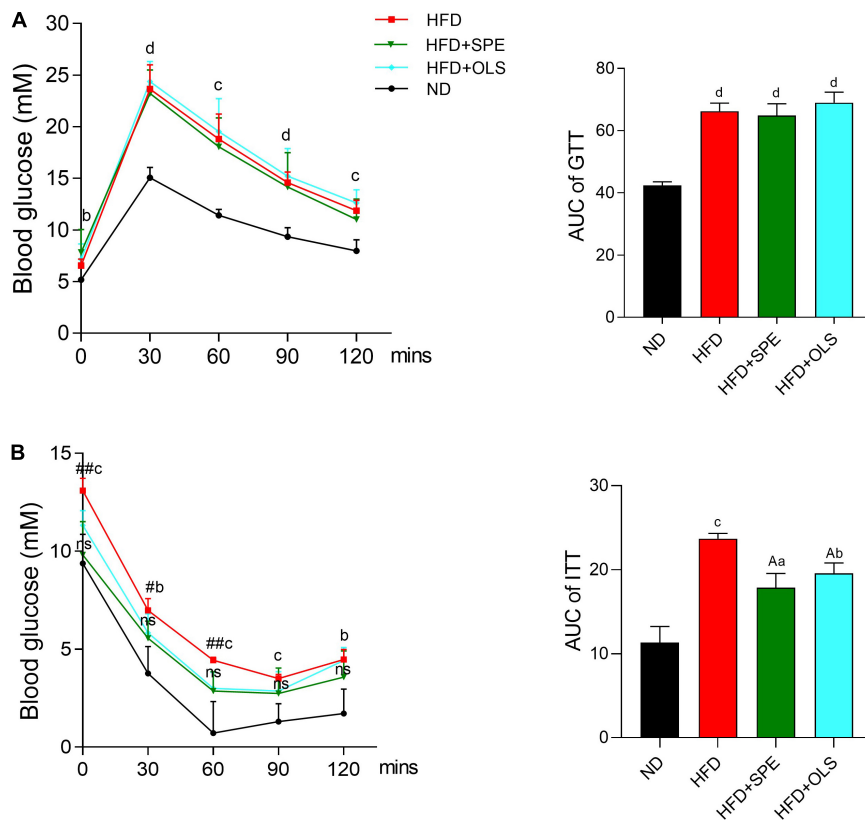 A
Blood glucose (mM)
30
25
20
15
10
5
0
b
d
c
d
c
0 30 60 90 120 mins
HFD
HFD+SPE
HFD+OLS
ND
AUC of GTT
80
60
40
20
0
d
d
d
ND HFD HFD+SPE HFD+OLS
B
Blood glucose (mM)
15
10
5
0
##c
ns
#b
ns
##c
ns
c
ns
b
ns
0 30 60 90 120 mins
AUC of ITT
30
20
10
0
c
Aa
Ab
ND HFD HFD+SPE HFD+OLS